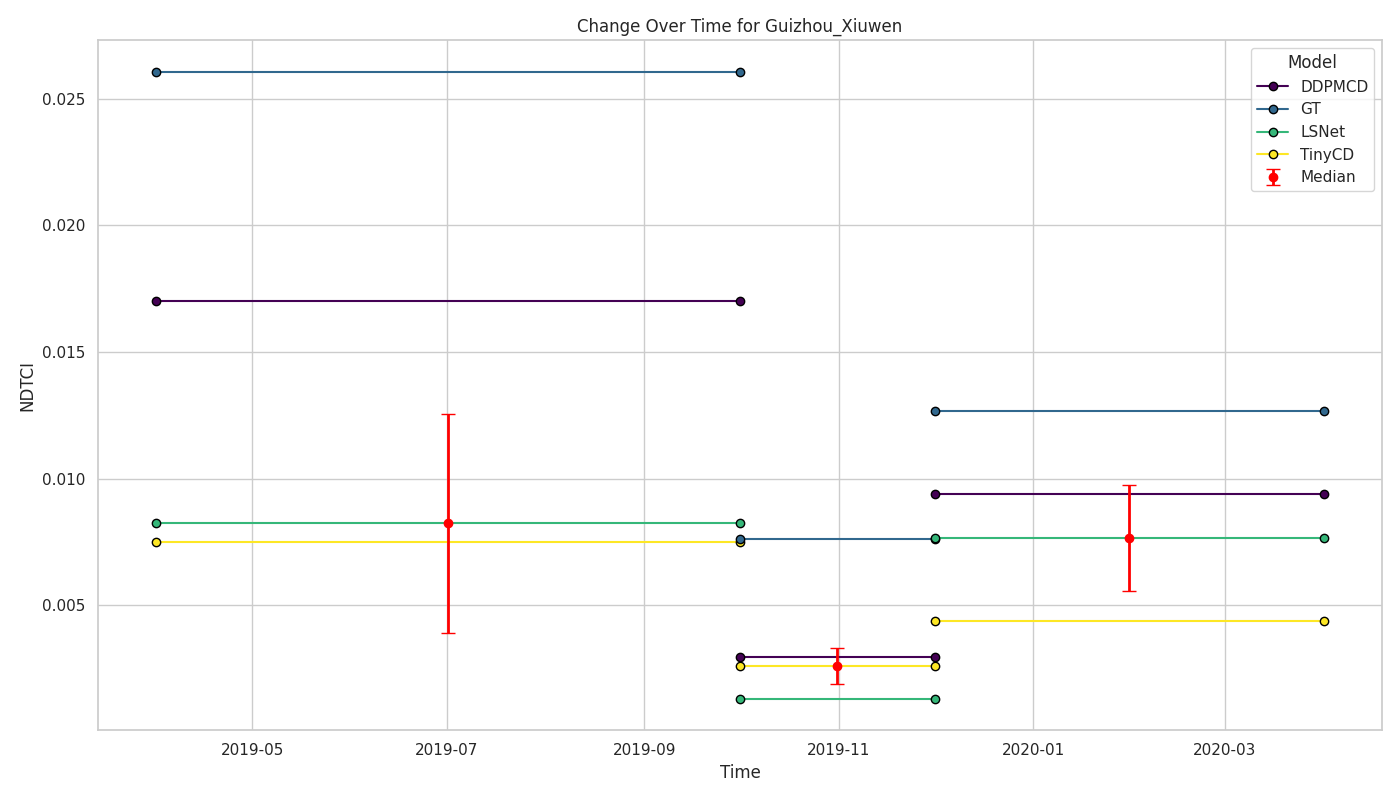 Change Over Time for Guizhou_Xiuwen
Model
DDPMCD
GT
LSNet
TinyCD
Median
NDTCI
0.025
0.020
0.015
0.010
0.005
2019-05 2019-07 2019-09 2019-11 2020-01 2020-03
Time